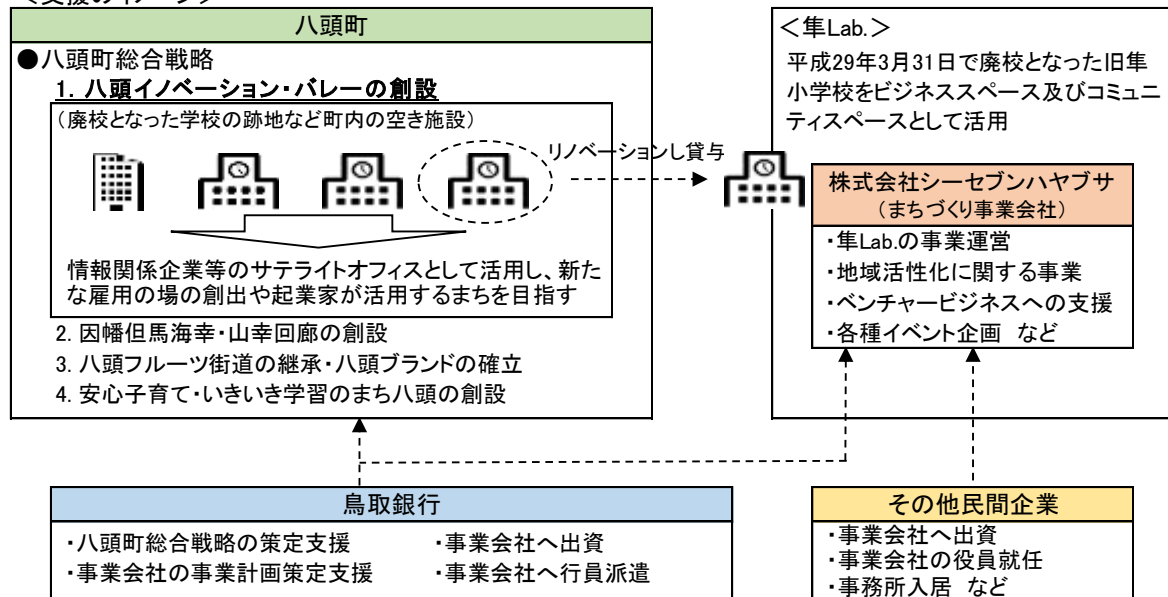 八頭町
●八頭町総合戦略
1. 八頭イノベーション・バレーの創設
（廃校となった学校の跡地など町内の空き施設）
情報関係企業等のサテライトオフィスとして活用し、新た
な雇用の場の創出や起業家が活用するまちを目指す
2. 因幡但馬海幸・山幸回廊の創設
3. 八頭フルーツ街道の継承・八頭ブランドの確立
4. 安心子育て・いきいき学習のまち八頭の創設
リノベーションし貸与
＜隼Lab.＞
平成29年3月31日で廃校となった旧隼
小学校をビジネススペース及びコミュニ
ティスペースとして活用
株式会社シーセブンハヤブサ
（まちづくり事業会社）
・隼Lab.の事業運営
・地域活性化に関する事業
・ベンチャービジネスへの支援
・各種イベント企画 など
鳥取銀行
・八頭町総合戦略の策定支援 ・事業会社へ出資
・事業会社の事業計画策定支援 ・事業会社へ行員派遣
その他民間企業
・事業会社へ出資
・事業会社の役員就任
・事務所入居 など